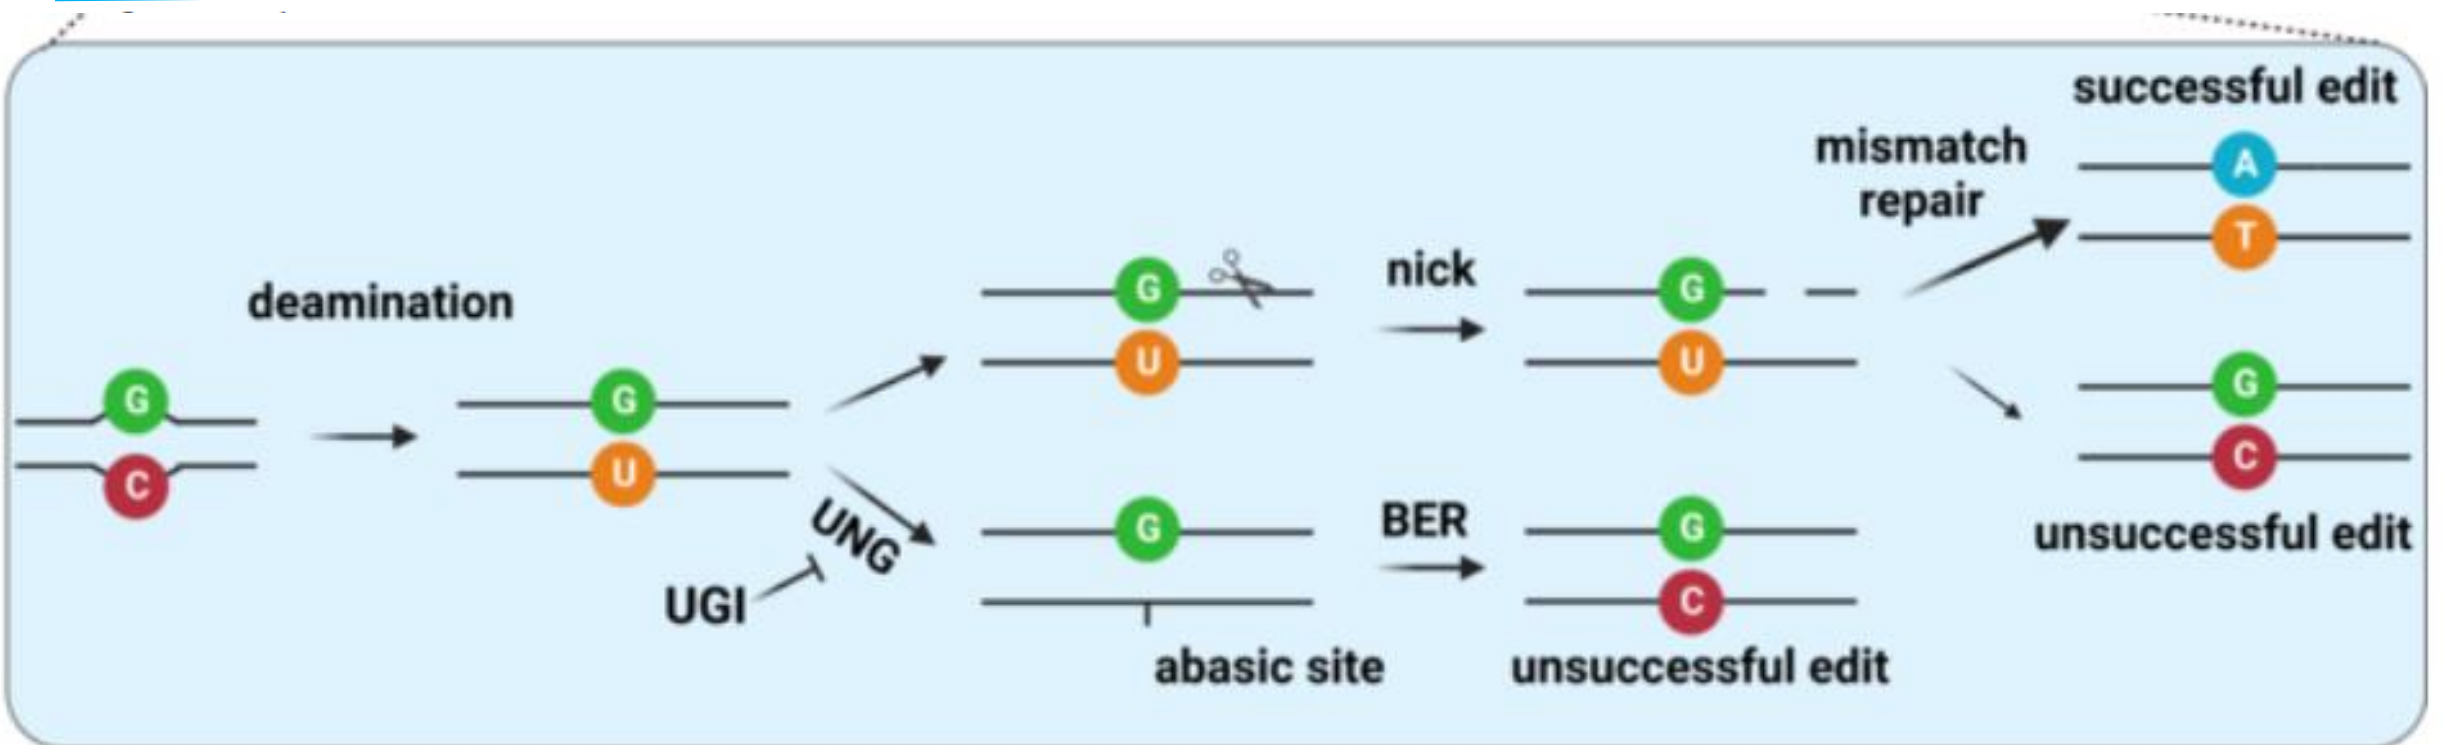 successful edit
mismatch
repair
A
T
deamination
G
C
G
U
G
U
nick
G
U
G
C
unsuccessful edit
UNG
UGI
G
abasic site
BER
G
C
unsuccessful edit